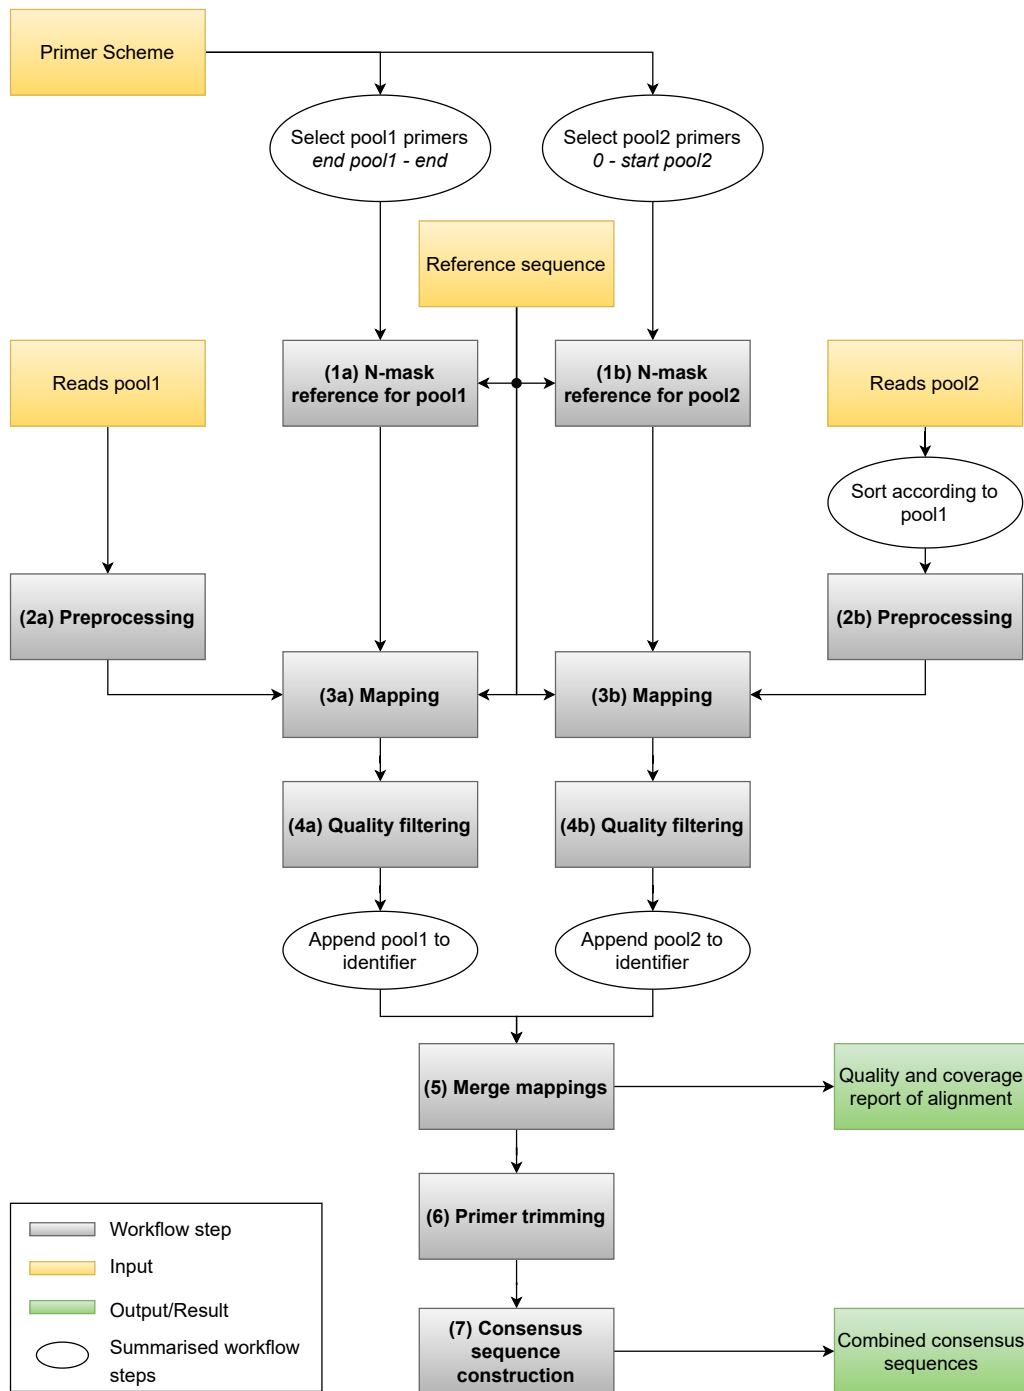 Primer Scheme
Select pool1 primers
end pool1 - end
Select pool2 primers
0 - start pool2
Reference sequence
Reads pool1
(1a) N-mask
reference for pool1
(1b) N-mask
reference for pool2
Reads pool2
Sort according to
pool1
(2a) Preprocessing
(2b) Preprocessing
(3a) Mapping
(3b) Mapping
(4a) Quality filtering
(4b) Quality filtering
Append pool1 to
identifier
Append pool2 to
identifier
(5) Merge mappings
Quality and coverage
report of alignment
(6) Primer trimming
(7) Consensus
sequence
construction
Combined consensus
sequences
Workflow step
Input
Output/Result
Summarised workflow
steps